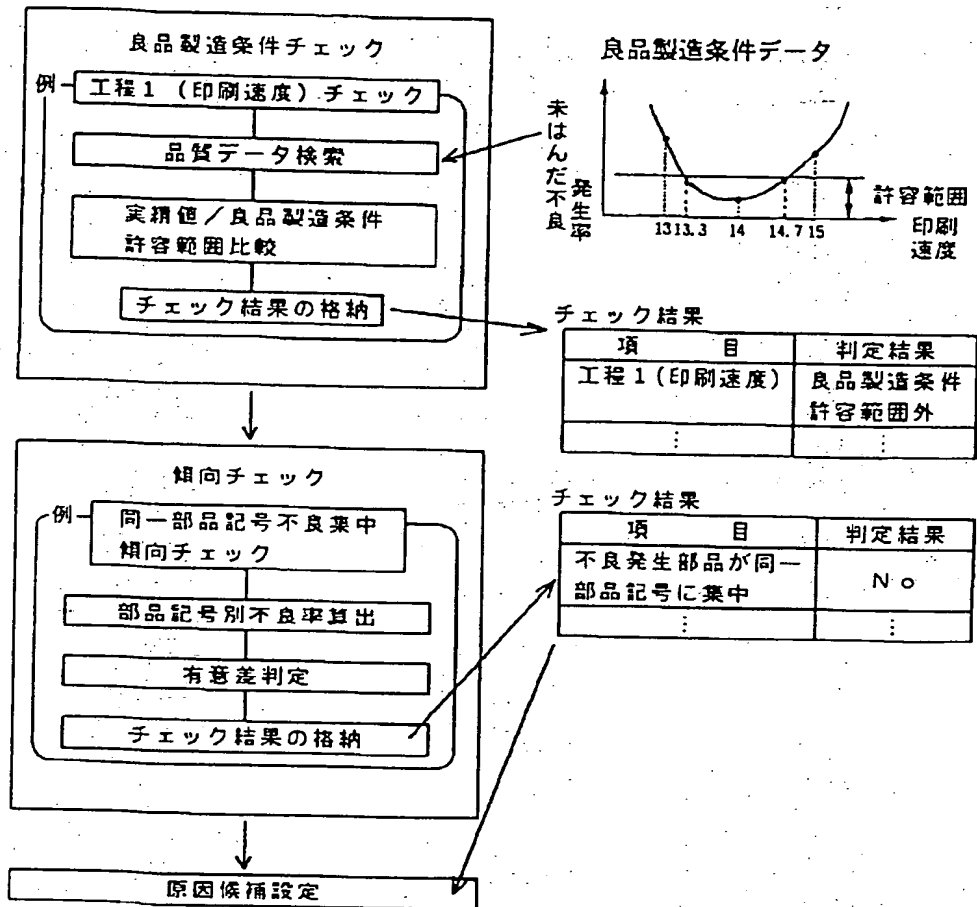 良品製造条件チェック
例
工程1 (印刷速度) チェック
品質データ検索
実績値／良品製造条件
許容範囲比較
チェック結果の格納
良品製造条件データ
未はんだ不良
発生率
13 13.3 14 14.7 15
許容範囲
印刷
速度
チェック結果
項 目 判定結果
工程1(印刷速度) 良品製造条件
許容範囲外
⋮ ⋮
傾向チェック
例
同一部品記号不良集中
傾向チェック
部品記号別不良率算出
有意差判定
チェック結果の格納
チェック結果
項 目 判定結果
不良発生部品が同一
部品記号に集中 No
⋮ ⋮
原因候補設定